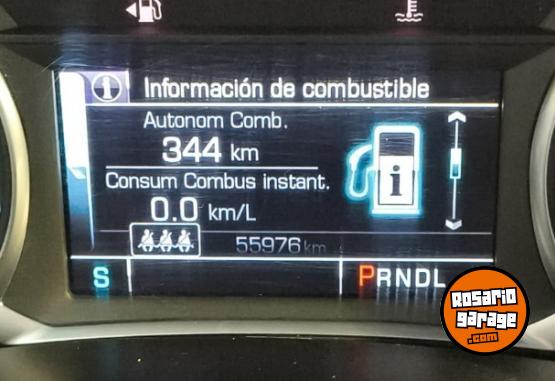 Información de combustible
Autonom Comb.
344 km
Consum Combus instant.
0.0 km/L
55976 km
S
PRNDL
Rosario
garage
.com